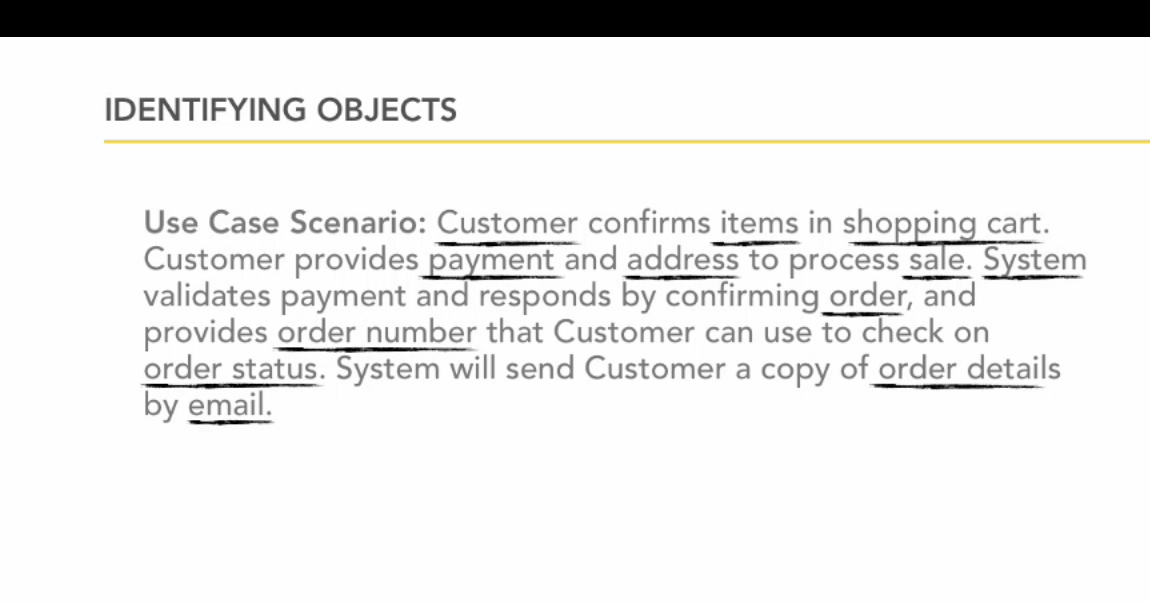 IDENTIFYING OBJECTS
Use Case Scenario: Customer confirms items in shopping cart.
Customer provides payment and address to process sale. System
validates payment and responds by confirming order, and
provides order number that Customer can use to check on
order status. System will send Customer a copy of order details
by email.